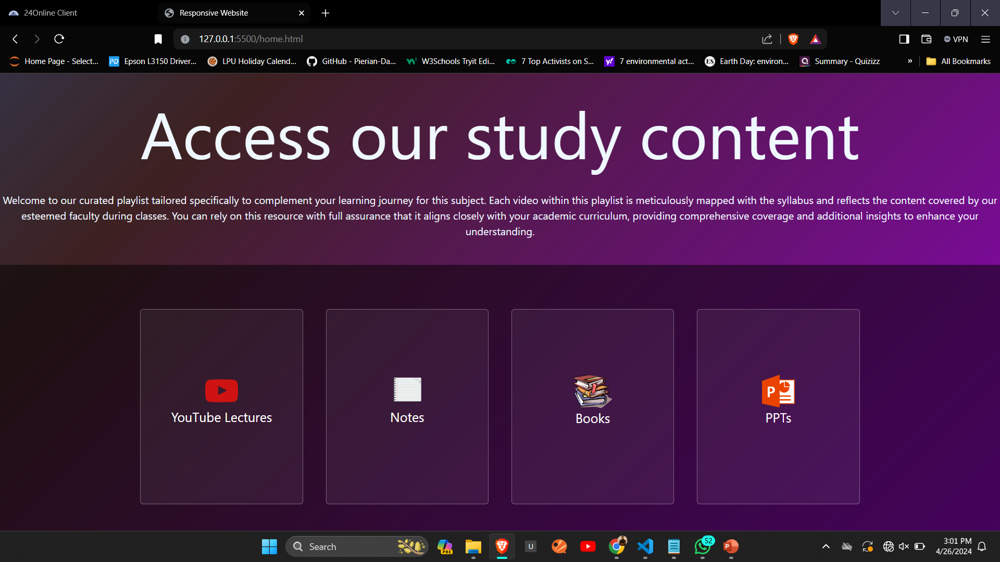 24Online Client
Responsive Website
127.0.0.1:5500/home.html
VPN
Home Page - Select...
PD
Epson L3150 Driver...
LPU Holiday Calend...
GitHub - Pierian-Da...
W3Schools Tryit Edi...
7 Top Activists on S...
y!
7 environmental act...
ES
Earth Day: environ...
Q
Summary - Quizizz
»
All Bookmarks
Access our study content
Welcome to our curated playlist tailored specifically to complement your learning journey for this subject. Each video within this playlist is meticulously mapped with the syllabus and reflects the content covered by our
esteemed faculty during classes. You can rely on this resource with full assurance that it aligns closely with your academic curriculum, providing comprehensive coverage and additional insights to enhance your
understanding.
YouTube Lectures
Notes
Books
P
PPTs
Search
PRE
U
52
P
3:01 PM
4/26/2024